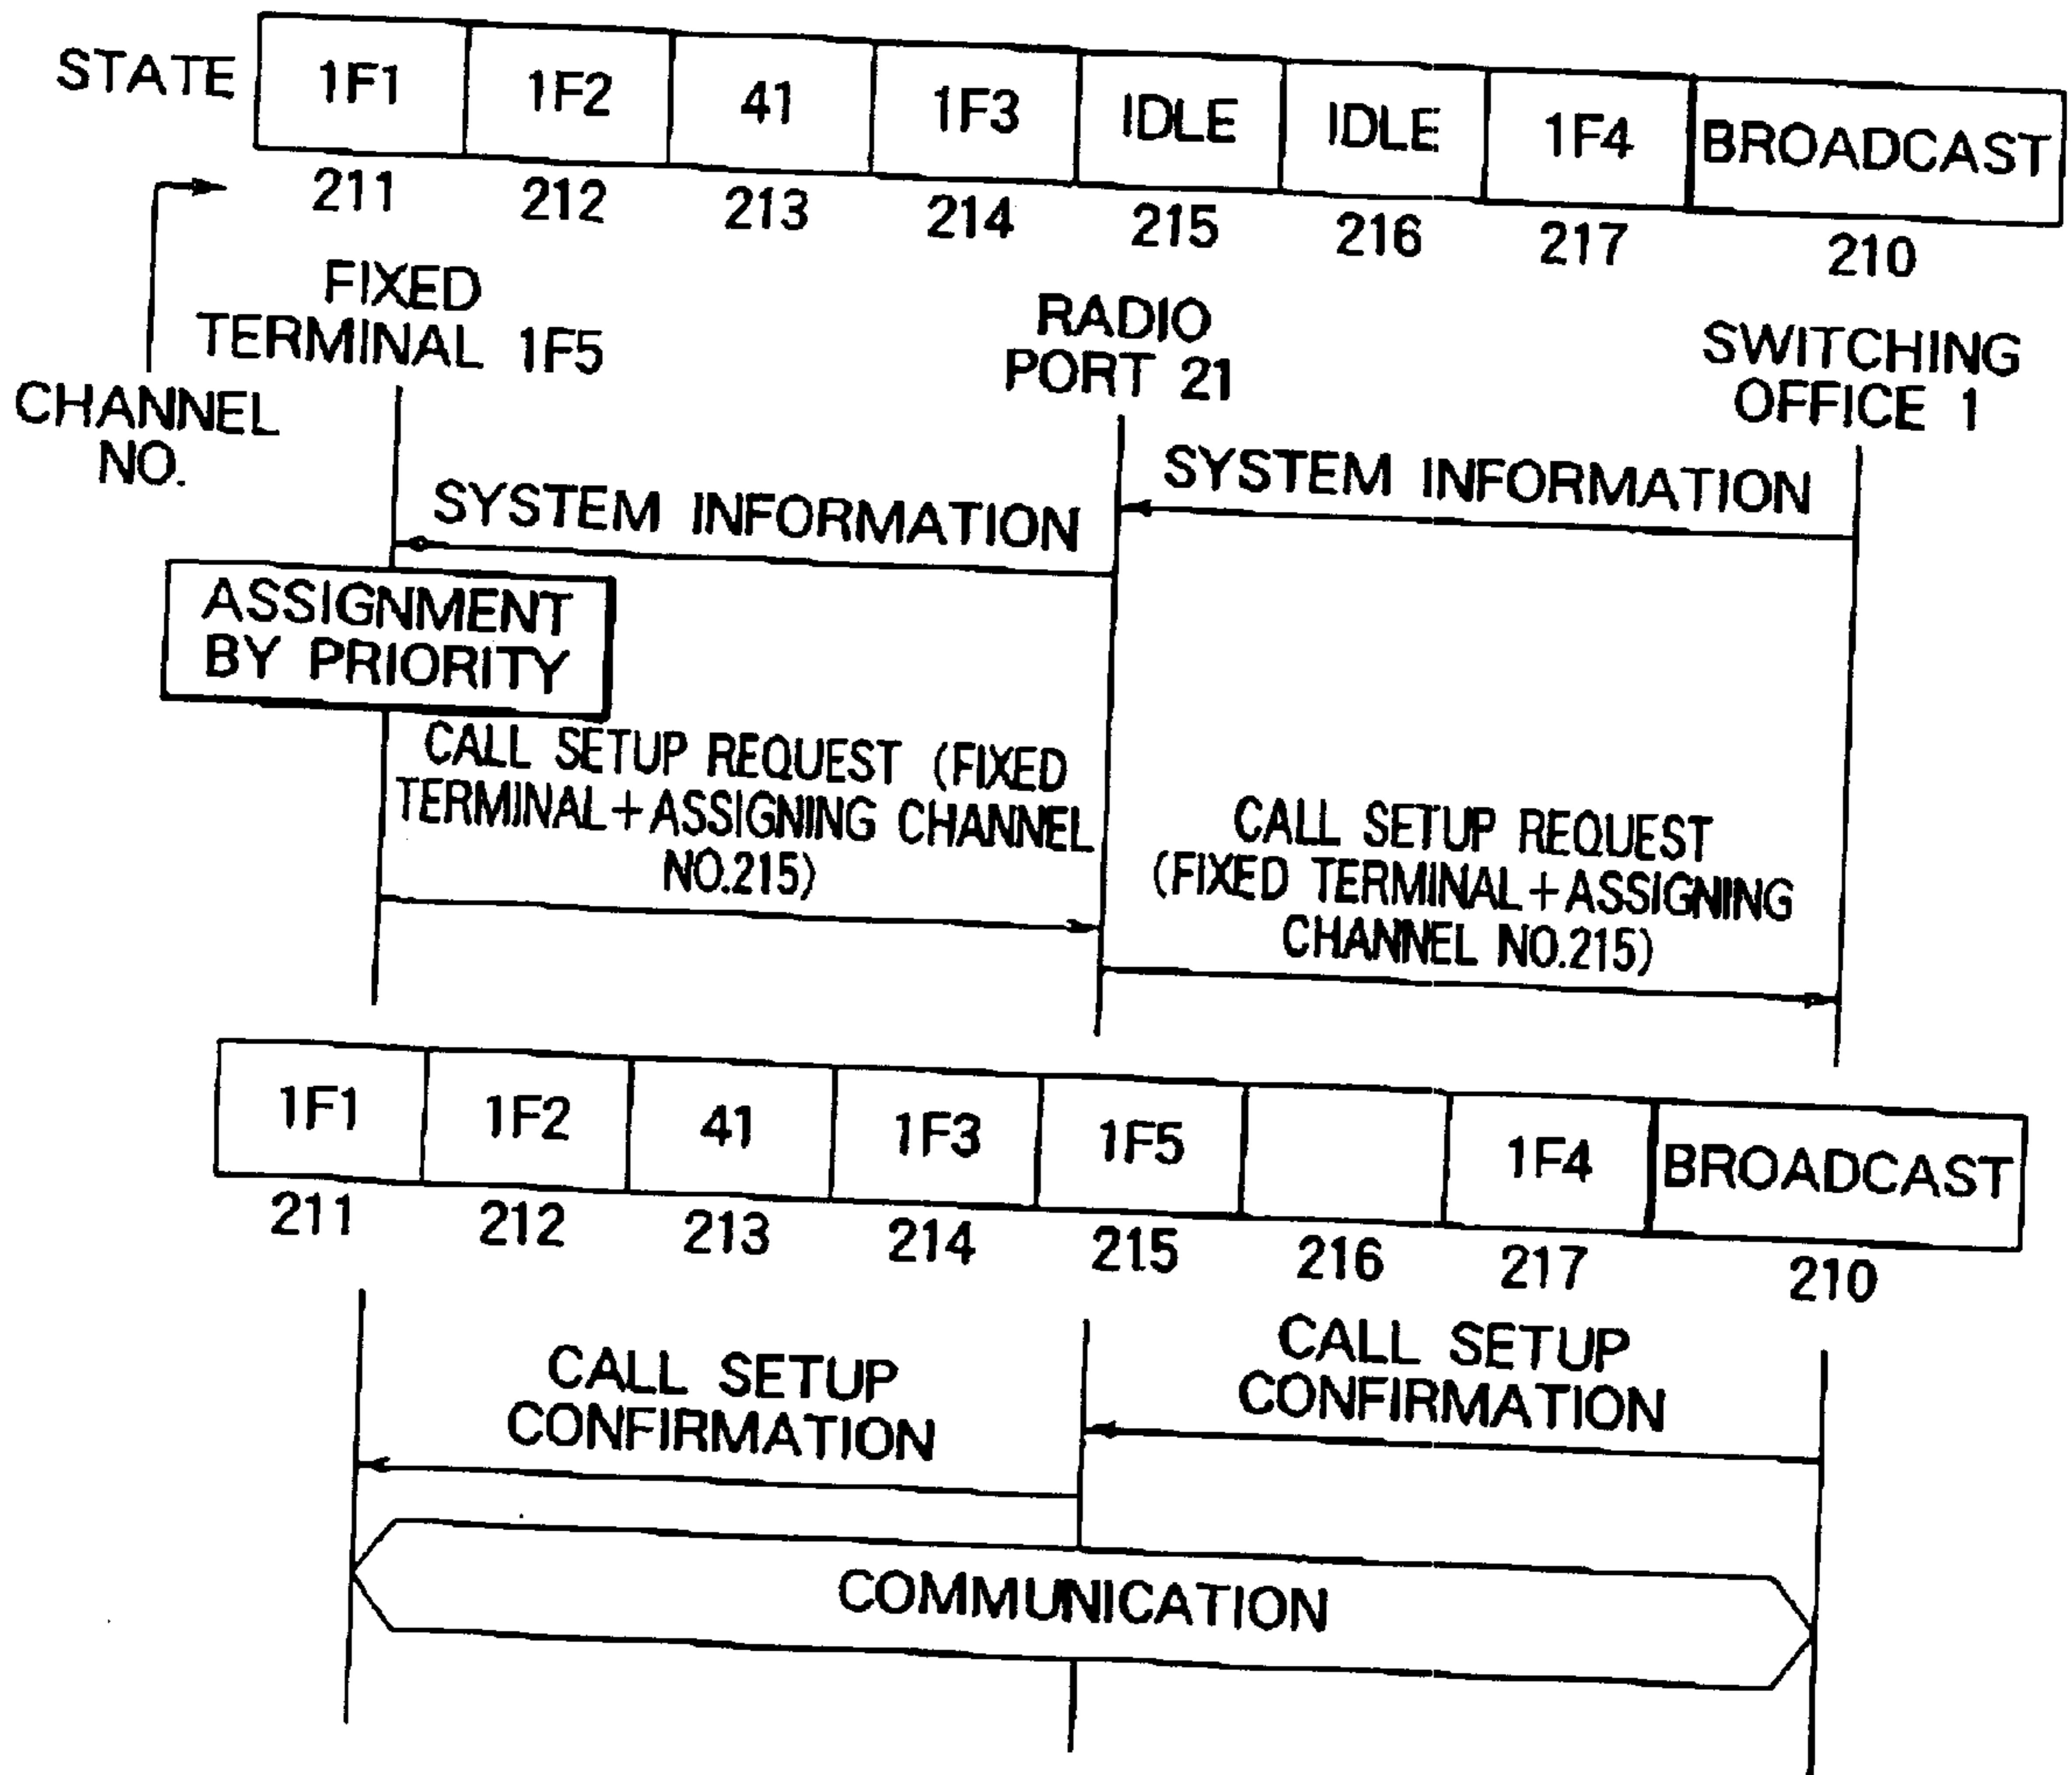 STATE 1F1 1F2 41 1F3 IDLE IDLE 1F4 BROADCAST
211 212 213 214 215 216 217 210
CHANNEL
NO.
FIXED
TERMINAL 1F5
RADIO
PORT 21
SWITCHING
OFFICE 1
SYSTEM INFORMATION
SYSTEM INFORMATION
ASSIGNMENT
BY PRIORITY
CALL SETUP REQUEST (FIXED
TERMINAL+ASSIGNING CHANNEL
NO.215)
CALL SETUP REQUEST
(FIXED TERMINAL+ASSIGNING
CHANNEL NO.215)
1F1 1F2 41 1F3 1F5 1F4 BROADCAST
211 212 213 214 215 216 217 210
CALL SETUP
CONFIRMATION
CALL SETUP
CONFIRMATION
COMMUNICATION